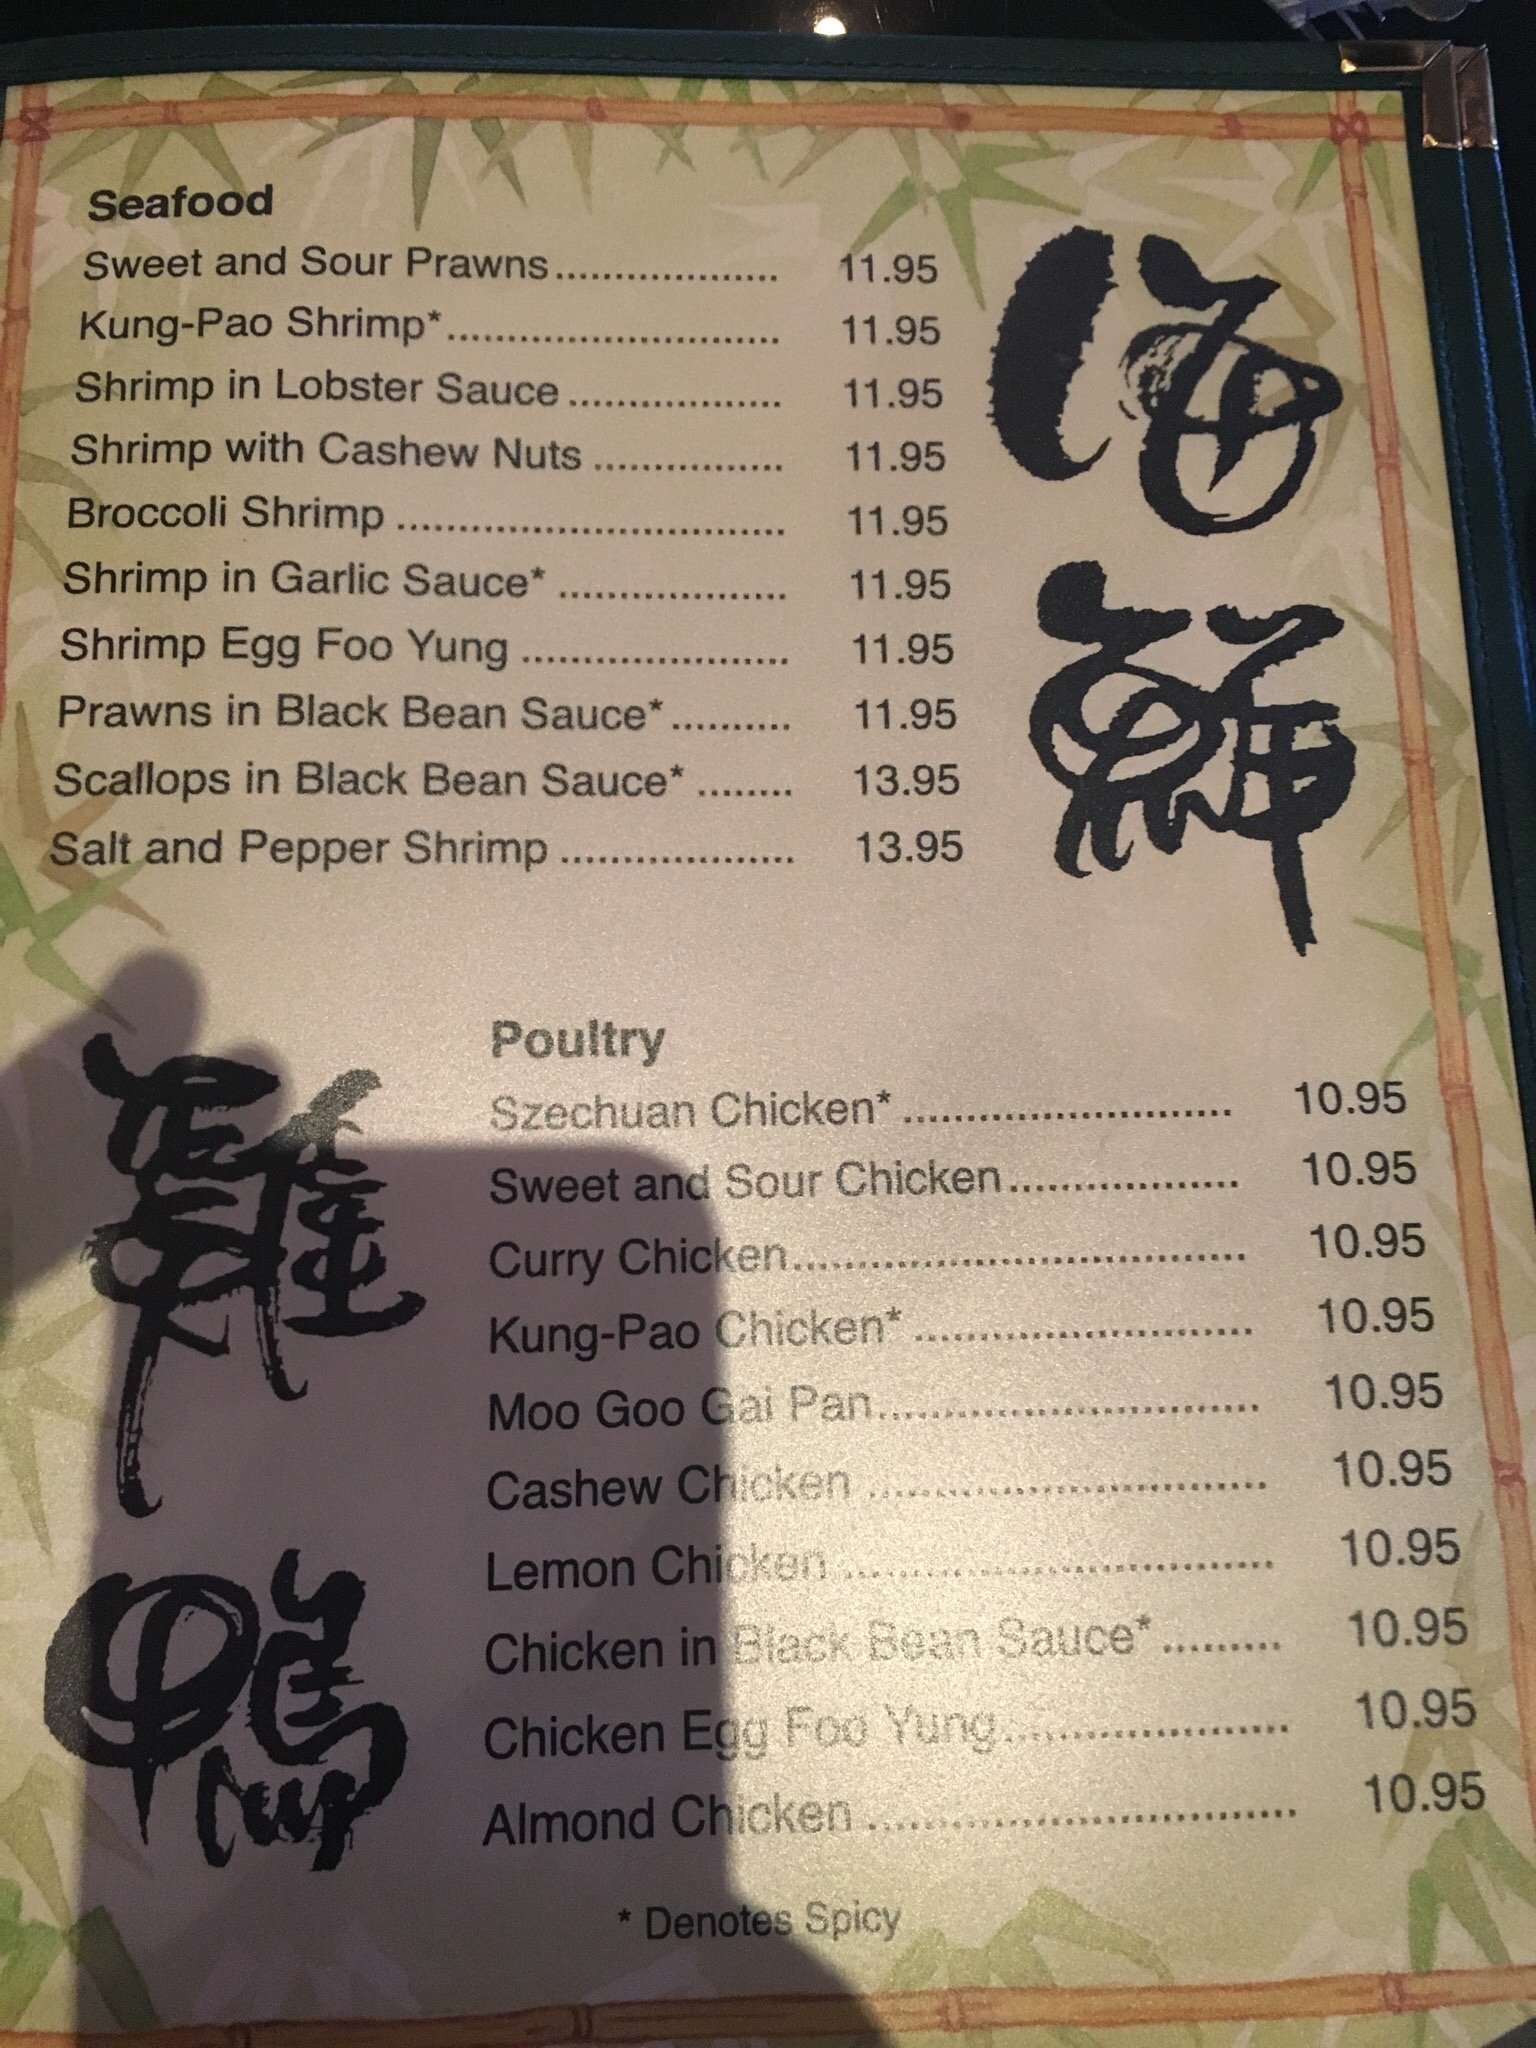 Seafood
Sweet and Sour Prawns.................. 11.95
Kung-Pao Shrimp*........................... 11.95
Shrimp in Lobster Sauce ................. 11.95
Shrimp with Cashew Nuts ............... 11.95
Broccoli Shrimp ............................... 11.95
Shrimp in Garlic Sauce* .................. 11.95
Shrimp Egg Foo Yung ..................... 11.95
Prawns in Black Bean Sauce*.......... 11.95
Scallops in Black Bean Sauce* ........ 13.95
Salt and Pepper Shrimp ................... 13.95
海
鮮
Poultry
Szechuan Chicken* .......................... 10.95
Sweet and Sour Chicken.................. 10.95
Curry Chicken.................................... 10.95
Kung-Pao Chicken* .......................... 10.95
Moo Goo Gai Pan.............................. 10.95
Cashew Chicken ............................... 10.95
Lemon Chicken ................................. 10.95
Chicken in Black Bean Sauce*......... 10.95
Chicken Egg Foo Yung...................... 10.95
Almond Chicken ................................. 10.95
雞
鴨
* Denotes Spicy